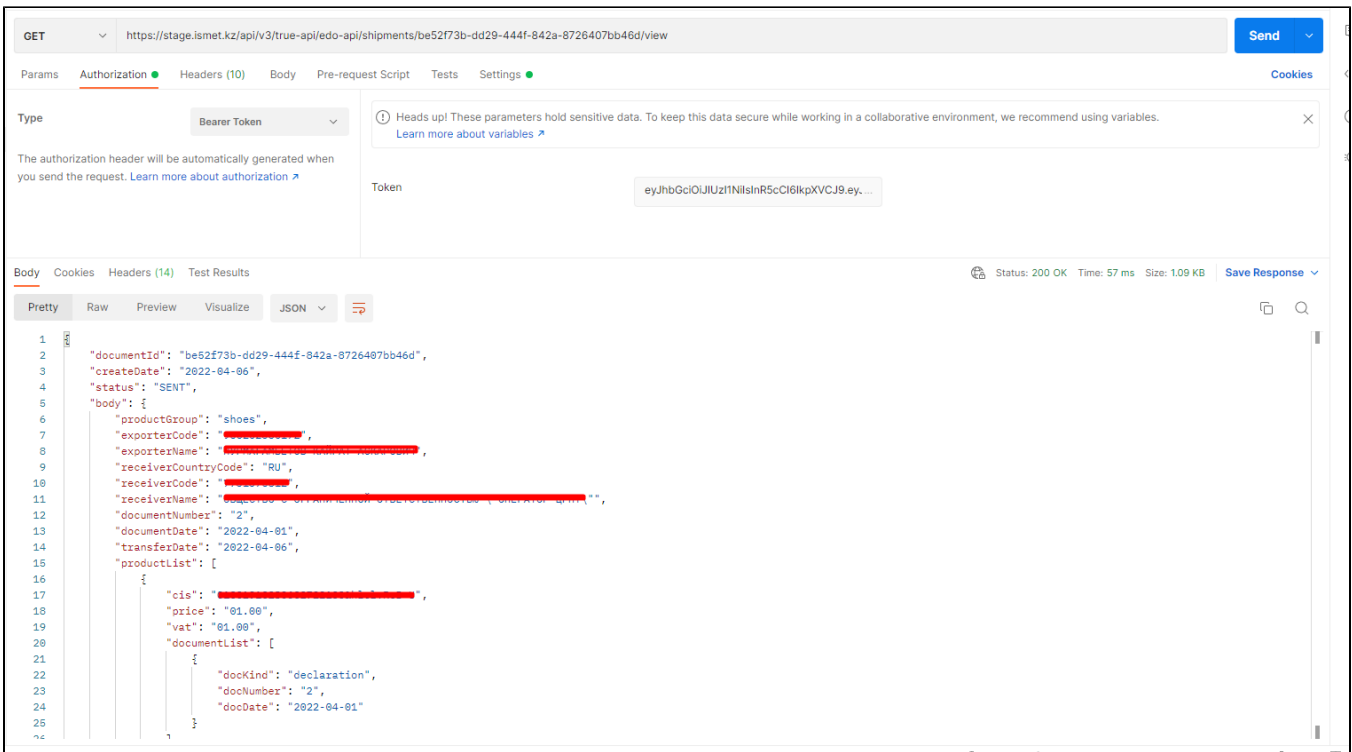 GET https://stage.ismet.kz/api/v3/true-api/edo-api/shipments/be52f73b-dd29-444f-842a-8726407bb46d/view Send
Params Authorization Headers (10) Body Pre-request Script Tests Settings Cookies
Type Bearer Token
Heads up! These parameters hold sensitive data. To keep this data secure while working in a collaborative environment, we recommend using variables.
Learn more about variables ↗
The authorization header will be automatically generated when
you send the request. Learn more about authorization ↗
Token eyJhbGciOiJIUzI1NiIsInR5cCI6IkpXVCJ9.ey. ...
Body Cookies Headers (14) Test Results Status: 200 OK Time: 57 ms Size: 1.09 KB Save Response
Pretty Raw Preview Visualize JSON
1 {
2 "documentId": "be52f73b-dd29-444f-842a-8726407bb46d",
3 "createDate": "2022-04-06",
4 "status": "SENT",
5 "body": {
6 "productGroup": "shoes",
7 "exporterCode": " ",
8 "exporterName": " ",
9 "receiverCountryCode": "RU",
10 "receiverCode": " ",
11 "receiverName": " \"",
12 "documentNumber": "2",
13 "documentDate": "2022-04-01",
14 "transferDate": "2022-04-06",
15 "productList": [
16 {
17 "cis": " ",
18 "price": "01.00",
19 "vat": "01.00",
20 "documentList": [
21 {
22 "docKind": "declaration",
23 "docNumber": "2",
24 "docDate": "2022-04-01"
25 }
26 ]